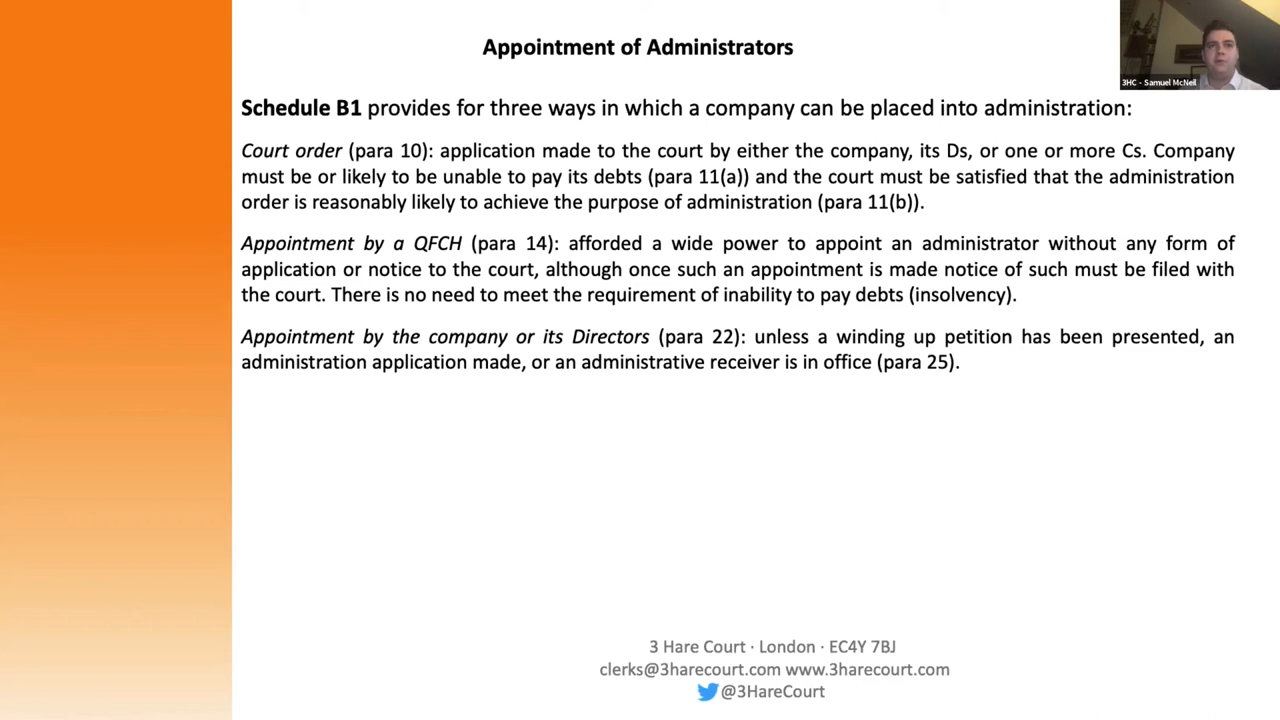 Appointment of Administrators
3HC - Samuel McNeil
Schedule B1 provides for three ways in which a company can be placed into administration:
Court order (para 10): application made to the court by either the company, its Ds, or one or more Cs. Company
must be or likely to be unable to pay its debts (para 11(a)) and the court must be satisfied that the administration
order is reasonably likely to achieve the purpose of administration (para 11(b)).
Appointment by a QFCH (para 14): afforded a wide power to appoint an administrator without any form of
application or notice to the court, although once such an appointment is made notice of such must be filed with
the court. There is no need to meet the requirement of inability to pay debts (insolvency).
Appointment by the company or its Directors (para 22): unless a winding up petition has been presented, an
administration application made, or an administrative receiver is in office (para 25).
3 Hare Court · London · EC4Y 7BJ
clerks@3harecourt.com www.3harecourt.com
@3HareCourt